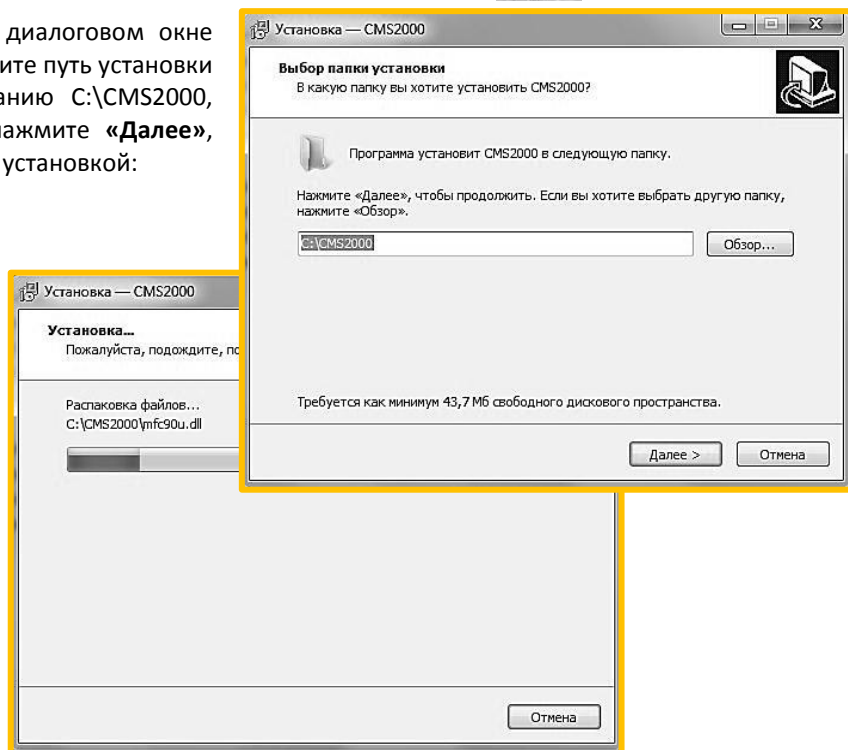 диалоговом окне
ите путь установки
анию C:\CMS2000,
нажмите «Далее»,
установкой:
Установка — CMS2000
Выбор папки установки
В какую папку вы хотите установить CMS2000?
Программа установит CMS2000 в следующую папку.
Нажмите «Далее», чтобы продолжить. Если вы хотите выбрать другую папку,
нажмите «Обзор».
C:\CMS2000
Обзор...
Требуется как минимум 43,7 Мб свободного дискового пространства.
Далее >
Отмена
Установка — CMS2000
Установка...
Пожалуйста, подождите, по
Распаковка файлов...
C:\CMS2000\mfc90u.dll
Отмена